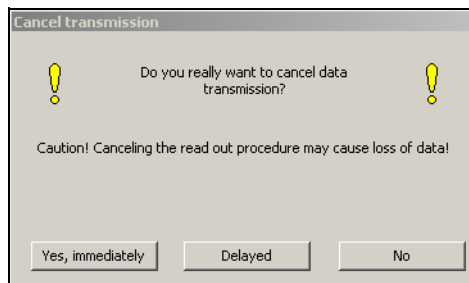 Cancel transmission
Do you really want to cancel data
transmission?
Caution! Canceling the read out procedure may cause loss of data!
Yes, immediately
Delayed
No